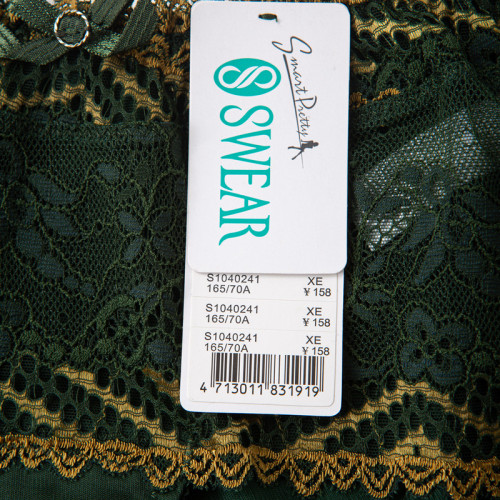 Smart Pretty
SWEAR
S1040241 XE
165/70A ¥ 158
S1040241 XE
165/70A ¥ 158
S1040241 XE
165/70A ¥ 158
4 713011 831919